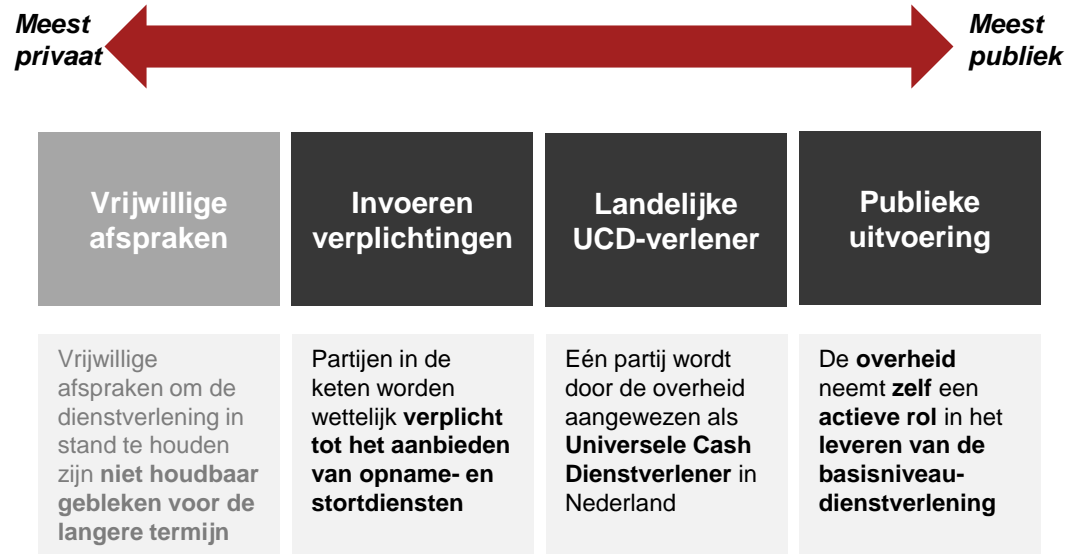 Meest
privaat
Meest
publiek
Vrijwillige
afspraken
Invoeren
verplichtingen
Landelijke
UCD-verlener
Publieke
uitvoering
Vrijwillige
afspraken om de
dienstverlening in
stand te houden
zijn niet houdbaar
gebleken voor de
langere termijn
Partijen in de
keten worden
wettelijk verplicht
tot het aanbieden
van opname- en
stortdiensten
Eén partij wordt
door de overheid
aangewezen als
Universele Cash
Dienstverlener in
Nederland
De overheid
neemt zelf een
actieve rol in het
leveren van de
basisniveau-
dienstverlening